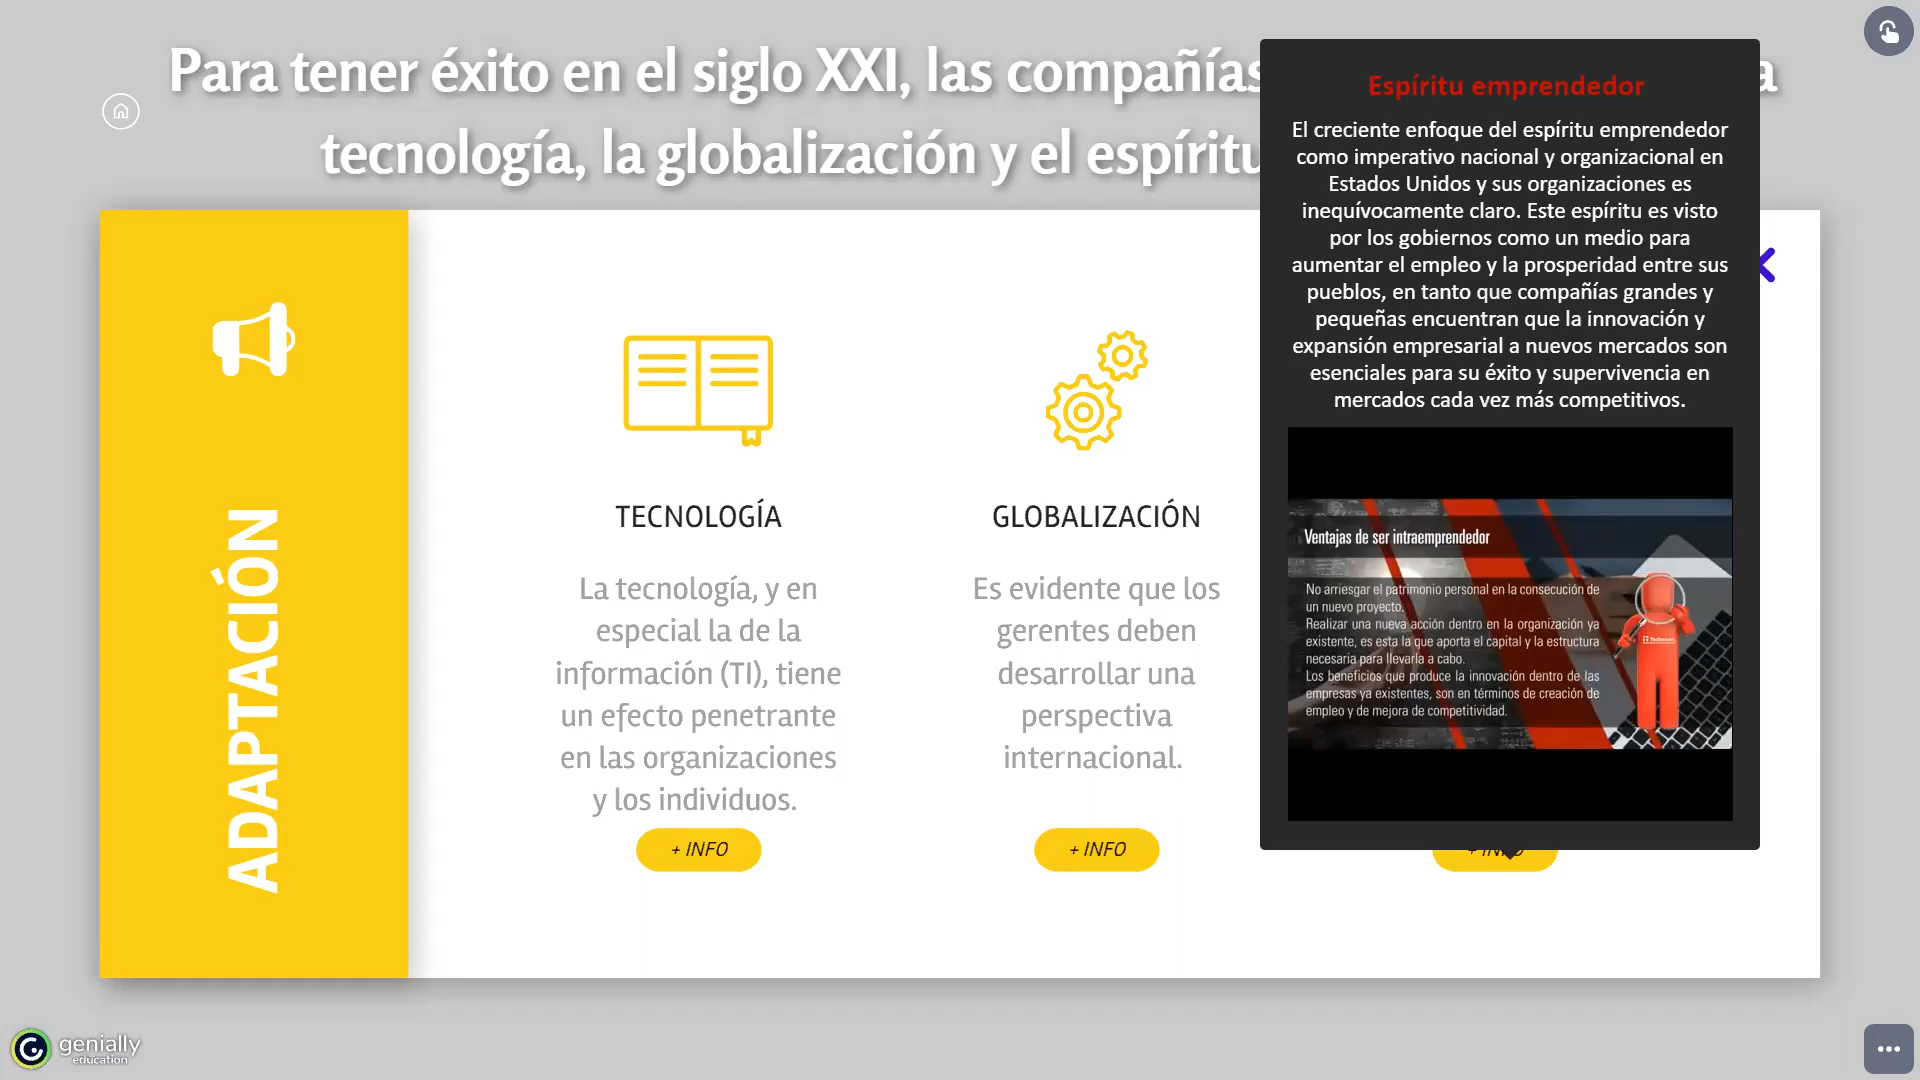 Para tener éxito en el siglo XXI, las compañías
a
tecnología, la globalización y el espíritu
ADAPTACIÓN
TECNOLOGÍA
La tecnología, y en
especial la de la
información (TI), tiene
un efecto penetrante
en las organizaciones
y los individuos.
+ INFO
GLOBALIZACIÓN
Es evidente que los
gerentes deben
desarrollar una
perspectiva
internacional.
+ INFO
Espíritu emprendedor
El creciente enfoque del espíritu emprendedor
como imperativo nacional y organizacional en
Estados Unidos y sus organizaciones es
inequívocamente claro. Este espíritu es visto
por los gobiernos como un medio para
aumentar el empleo y la prosperidad entre sus
pueblos, en tanto que compañías grandes y
pequeñas encuentran que la innovación y
expansión empresarial a nuevos mercados son
esenciales para su éxito y supervivencia en
mercados cada vez más competitivos.
Ventajas de ser intraemprendedor
No arriesgar el patrimonio personal en la consecución de
un nuevo proyecto.
Realizar una nueva acción dentro en la organización ya
existente, es esta la que aporta el capital y la estructura
necesaria para llevarla a cabo.
Los beneficios que produce la innovación dentro de las
empresas ya existentes, son en términos de creación de
empleo y de mejora de competitividad.
+ INFO
genially
education